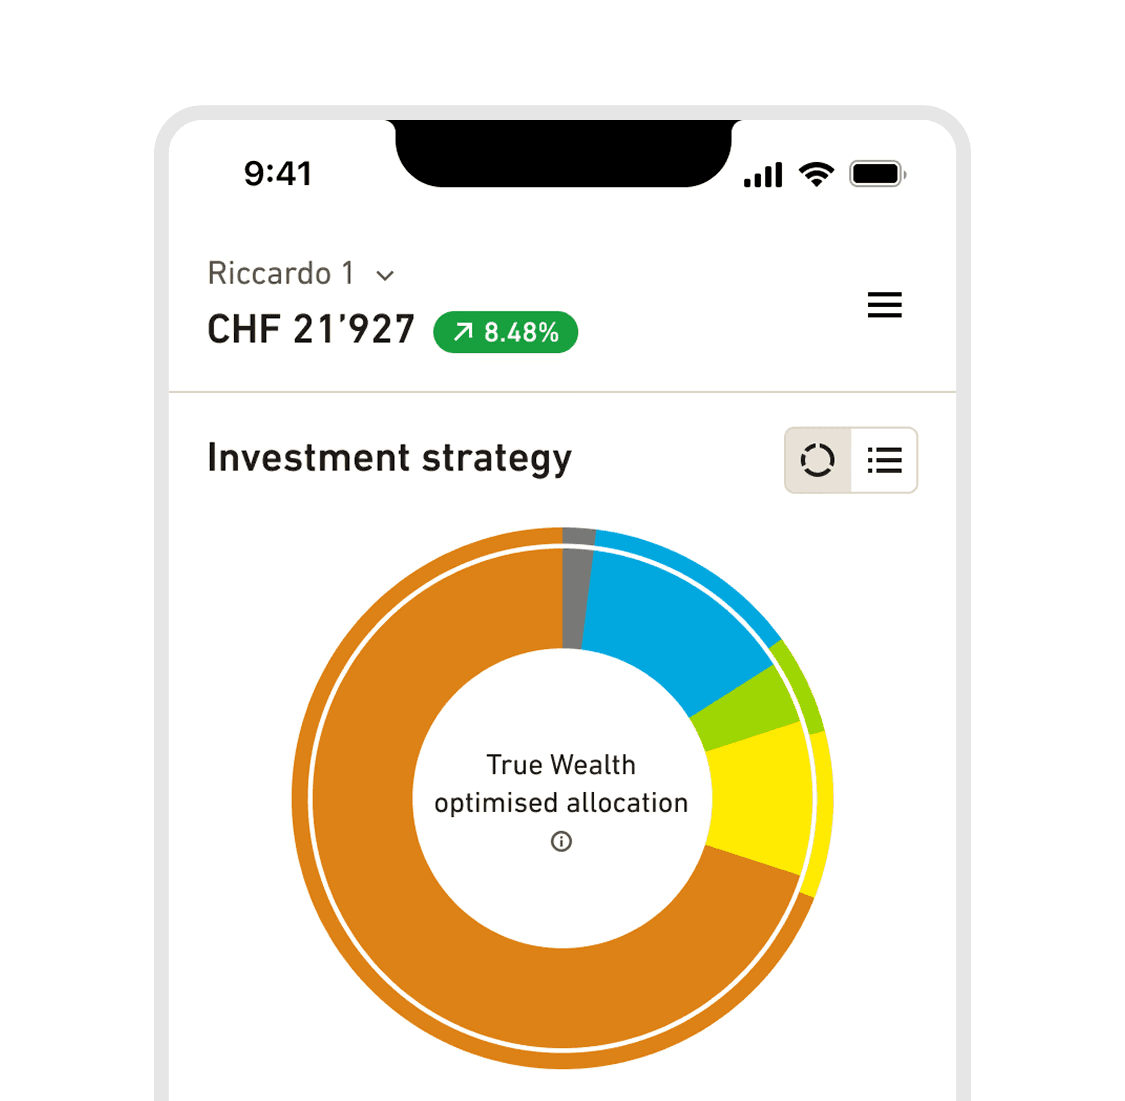 9:41
Riccardo 1
CHF 21’927 8.48%
Investment strategy
True Wealth
optimised allocation